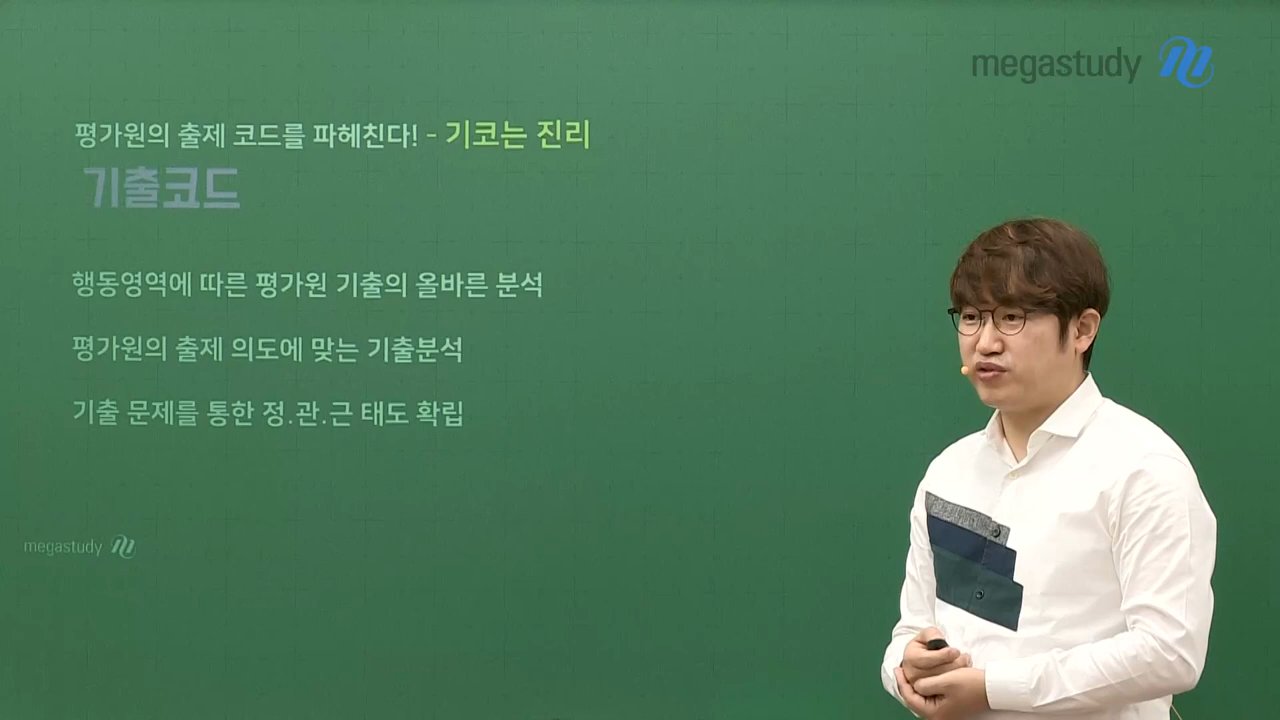 megastudy
평가원의 출제 코드를 파헤친다! - 기코는 진리
기출코드
행동영역에 따른 평가원 기출의 올바른 분석
평가원의 출제 의도에 맞는 기출분석
기출 문제를 통한 정.관.근 태도 확립
megastudy